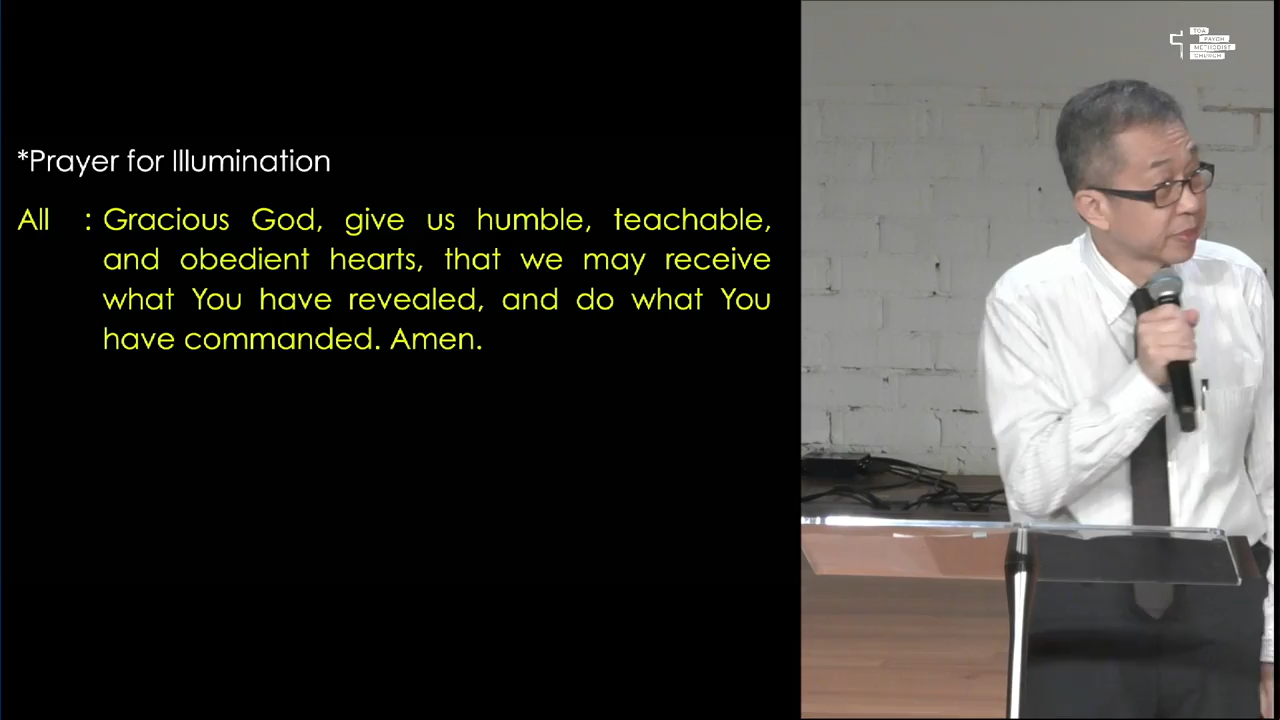 *Prayer for Illumination
All : Gracious God, give us humble, teachable,
and obedient hearts, that we may receive
what You have revealed, and do what You
have commanded. Amen.
TOA
PAYOH
METHODIST
CHURCH